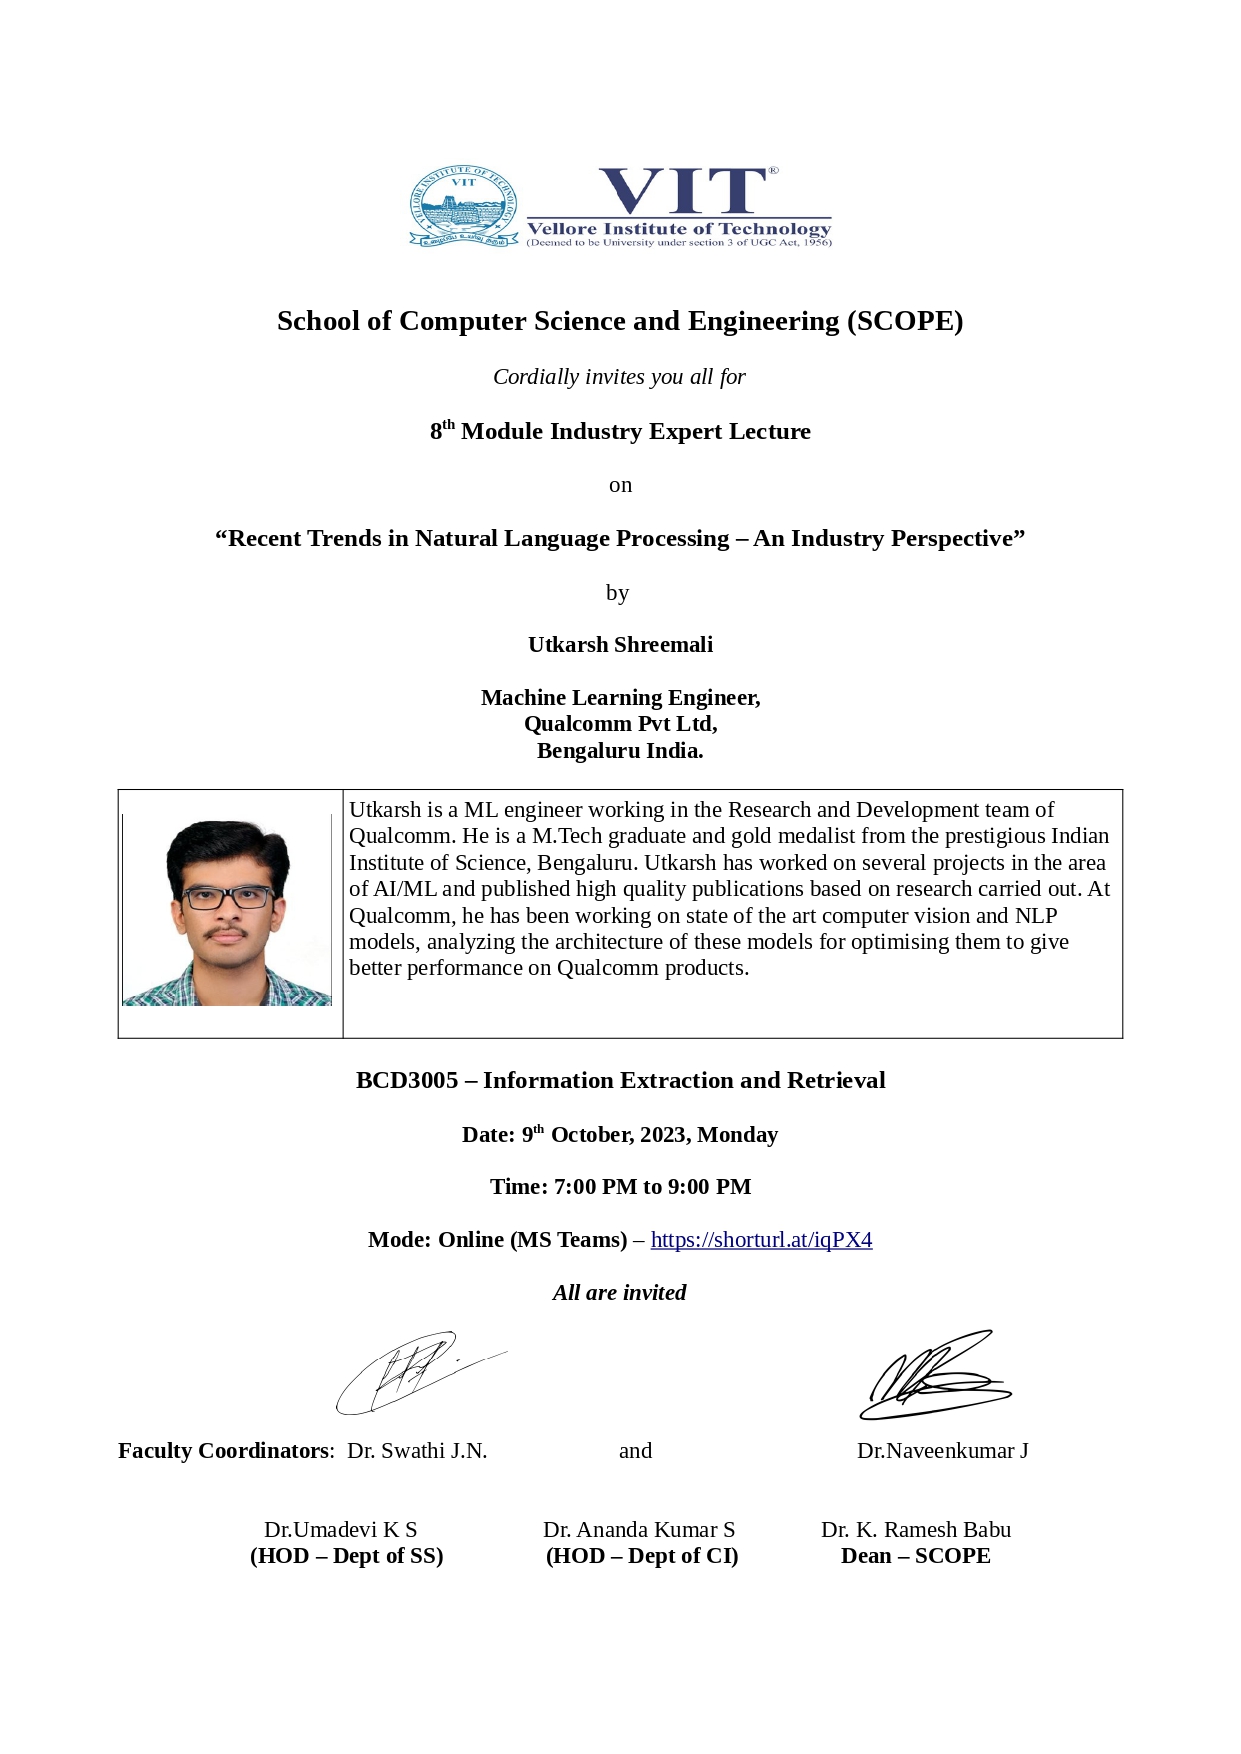 VELLORE INSTITUTE OF TECHNOLOGY
VIT
VIT®
Vellore Institute of Technology
(Deemed to be University under section 3 of UGC Act, 1956)
School of Computer Science and Engineering (SCOPE)
Cordially invites you all for
8th Module Industry Expert Lecture
on
“Recent Trends in Natural Language Processing – An Industry Perspective”
by
Utkarsh Shreemali
Machine Learning Engineer,
Qualcomm Pvt Ltd,
Bengaluru India.
Utkarsh is a ML engineer working in the Research and Development team of
Qualcomm. He is a M.Tech graduate and gold medalist from the prestigious Indian
Institute of Science, Bengaluru. Utkarsh has worked on several projects in the area
of AI/ML and published high quality publications based on research carried out. At
Qualcomm, he has been working on state of the art computer vision and NLP
models, analyzing the architecture of these models for optimising them to give
better performance on Qualcomm products.
BCD3005 – Information Extraction and Retrieval
Date: 9th October, 2023, Monday
Time: 7:00 PM to 9:00 PM
Mode: Online (MS Teams) – https://shorturl.at/iqPX4
All are invited
Faculty Coordinators: Dr. Swathi J.N. and Dr.Naveenkumar J
Dr.Umadevi K S Dr. Ananda Kumar S Dr. K. Ramesh Babu
(HOD – Dept of SS) (HOD – Dept of CI) Dean – SCOPE